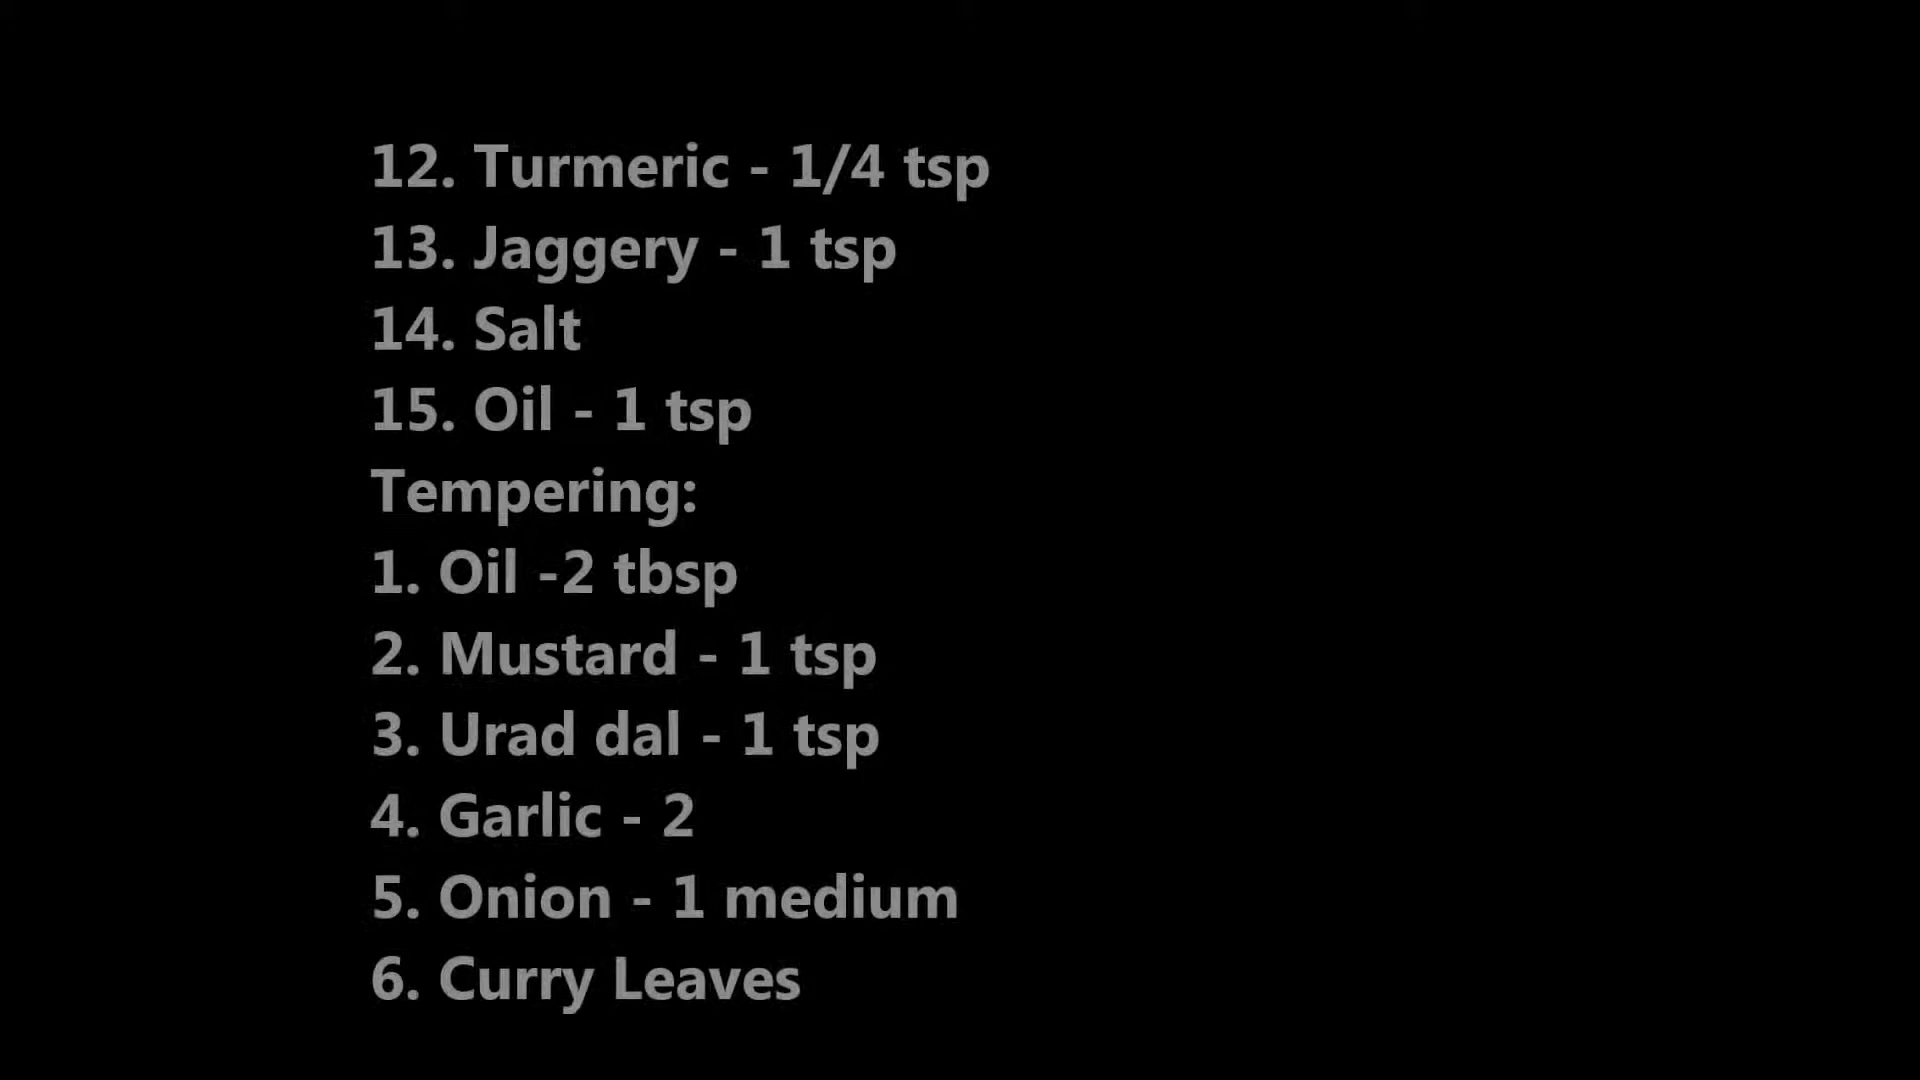 12. Turmeric - 1/4 tsp
13. Jaggery - 1 tsp
14. Salt
15. Oil - 1 tsp
Tempering:
1. Oil -2 tbsp
2. Mustard - 1 tsp
3. Urad dal - 1 tsp
4. Garlic - 2
5. Onion - 1 medium
6. Curry Leaves